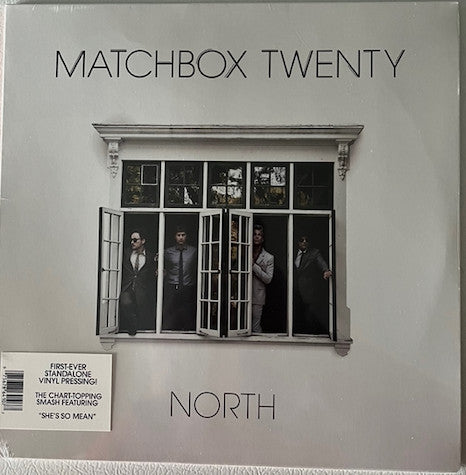 MATCHBOX TWENTY
FIRST-EVER
STANDALONE
VINYL PRESSING!
THE CHART-TOPPING
SMASH FEATURING
"SHE'S SO MEAN"
NORTH